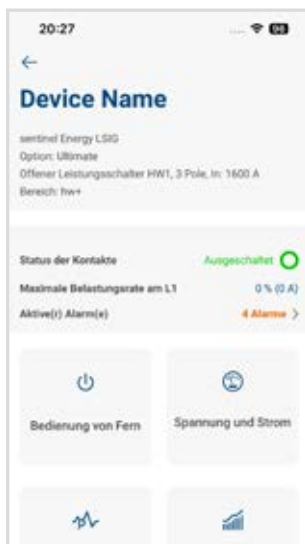 20:27
98
Device Name
sentinel Energy LSIG
Option: Ultimate
Offener Leistungsschalter HW1, 3 Pole, In: 1600 A
Bereich: hw+
Status der Kontakte Ausgeschaltet
Maximale Belastungsrate am L1 0 % (0 A)
Aktive(r) Alarm(e) 4 Alarme
Bedienung von Fern Spannung und Strom